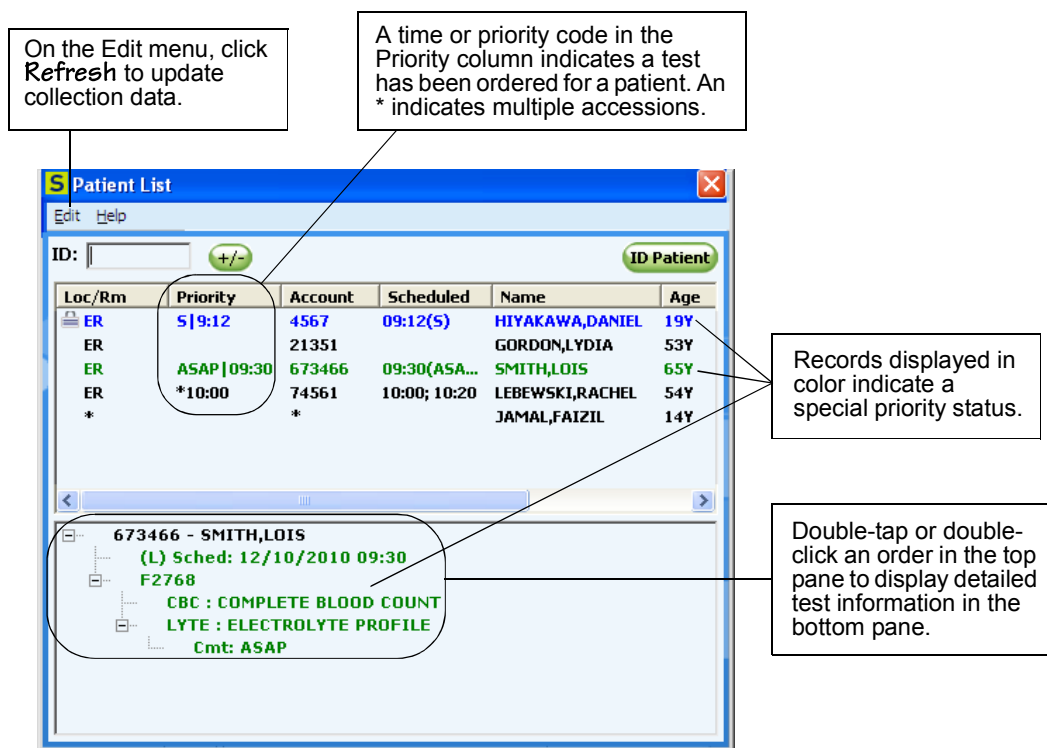 On the Edit menu, click
Refresh to update
collection data.
A time or priority code in the
Priority column indicates a test
has been ordered for a patient. An
* indicates multiple accessions.
S Patient List
Edit Help
ID: +/- ID Patient
Loc/Rm Priority Account Scheduled Name Age
ER S|9:12 4567 09:12(S) HIYAKAWA,DANIEL 19Y
ER 21351 GORDON,LYDIA 53Y
ER ASAP|09:30 673466 09:30(ASA... SMITH,LOIS 65Y
ER *10:00 74561 10:00; 10:20 LEBEWSKI,RACHEL 54Y
* * JAMAL,FAIZIL 14Y
Records displayed in
color indicate a
special priority status.
673466 - SMITH,LOIS
(L) Sched: 12/10/2010 09:30
F2768
CBC : COMPLETE BLOOD COUNT
LYTE : ELECTROLYTE PROFILE
Cmt: ASAP
Double-tap or double-
click an order in the top
pane to display detailed
test information in the
bottom pane.